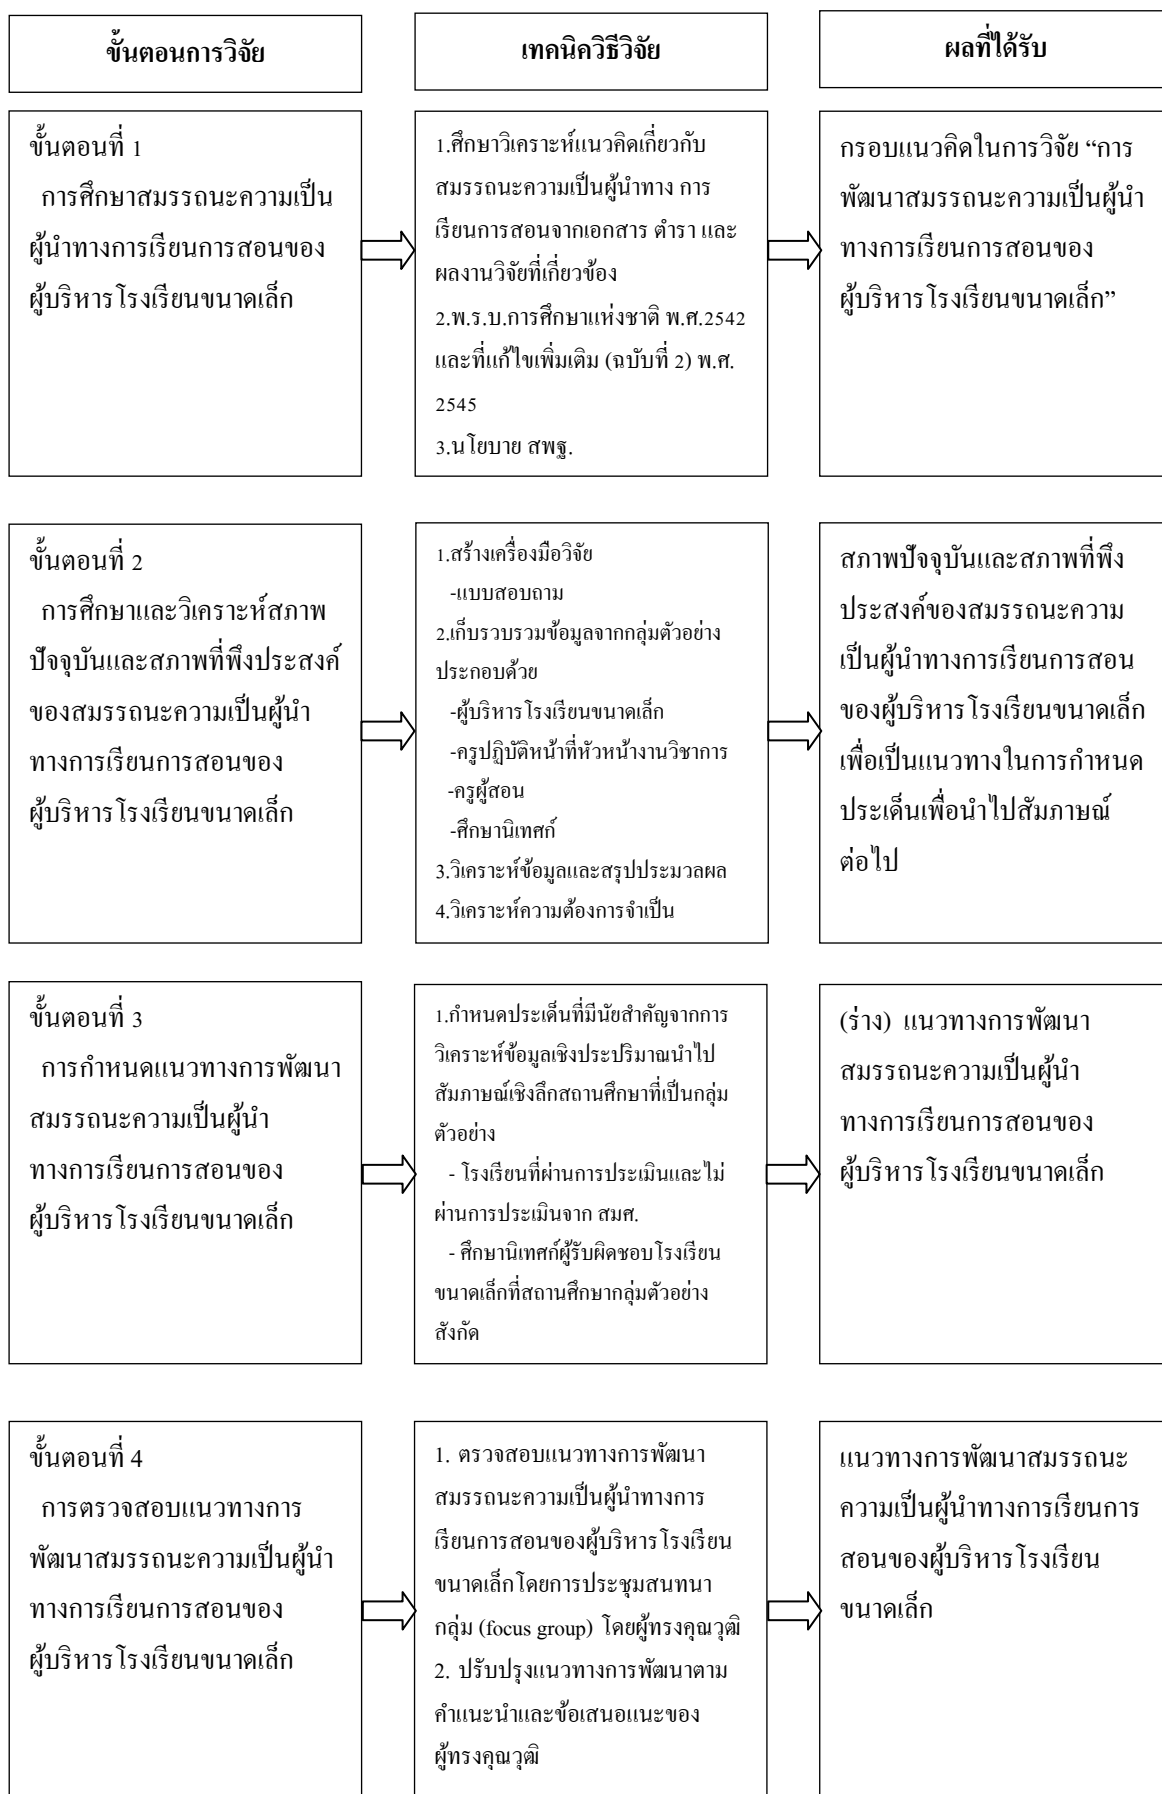 ขั้นตอนการวิจัย
เทคนิควิธีวิจัย
ผลที่ได้รับ
ขั้นตอนที่ 1
การศึกษาสมรรถนะความเป็น
ผู้นำทางการเรียนการสอนของ
ผู้บริหารโรงเรียนขนาดเล็ก
1.ศึกษาวิเคราะห์แนวคิดเกี่ยวกับ
สมรรถนะความเป็นผู้นำทาง การ
เรียนการสอนจากเอกสาร ตำรา และ
ผลงานวิจัยที่เกี่ยวข้อง
2.พ.ร.บ.การศึกษาแห่งชาติ พ.ศ.2542
และที่แก้ไขเพิ่มเติม (ฉบับที่ 2) พ.ศ.
2545
3.นโยบาย สพฐ.
กรอบแนวคิดในการวิจัย “การ
พัฒนาสมรรถนะความเป็นผู้นำ
ทางการเรียนการสอนของ
ผู้บริหารโรงเรียนขนาดเล็ก”
ขั้นตอนที่ 2
การศึกษาและวิเคราะห์สภาพ
ปัจจุบันและสภาพที่พึงประสงค์
ของสมรรถนะความเป็นผู้นำ
ทางการเรียนการสอนของ
ผู้บริหารโรงเรียนขนาดเล็ก
1.สร้างเครื่องมือวิจัย
-แบบสอบถาม
2.เก็บรวบรวมข้อมูลจากกลุ่มตัวอย่าง
ประกอบด้วย
-ผู้บริหารโรงเรียนขนาดเล็ก
-ครูปฏิบัติหน้าที่หัวหน้างานวิชาการ
-ครูผู้สอน
-ศึกษานิเทศก์
3.วิเคราะห์ข้อมูลและสรุปประมวลผล
4.วิเคราะห์ความต้องการจำเป็น
สภาพปัจจุบันและสภาพที่พึง
ประสงค์ของสมรรถนะความ
เป็นผู้นำทางการเรียนการสอน
ของผู้บริหารโรงเรียนขนาดเล็ก
เพื่อเป็นแนวทางในการกำหนด
ประเด็นเพื่อนำไปสัมภาษณ์
ต่อไป
ขั้นตอนที่ 3
การกำหนดแนวทางการพัฒนา
สมรรถนะความเป็นผู้นำ
ทางการเรียนการสอนของ
ผู้บริหารโรงเรียนขนาดเล็ก
1.กำหนดประเด็นที่มีนัยสำคัญจากการ
วิเคราะห์ข้อมูลเชิงประปริมาณนำไป
สัมภาษณ์เชิงลึกสถานศึกษาที่เป็นกลุ่ม
ตัวอย่าง
- โรงเรียนที่ผ่านการประเมินและไม่
ผ่านการประเมินจาก สมศ.
- ศึกษานิเทศก์ผู้รับผิดชอบโรงเรียน
ขนาดเล็กที่สถานศึกษากลุ่มตัวอย่าง
สังกัด
(ร่าง) แนวทางการพัฒนา
สมรรถนะความเป็นผู้นำ
ทางการเรียนการสอนของ
ผู้บริหารโรงเรียนขนาดเล็ก
ขั้นตอนที่ 4
การตรวจสอบแนวทางการ
พัฒนาสมรรถนะความเป็นผู้นำ
ทางการเรียนการสอนของ
ผู้บริหารโรงเรียนขนาดเล็ก
1. ตรวจสอบแนวทางการพัฒนา
สมรรถนะความเป็นผู้นำทางการ
เรียนการสอนของผู้บริหารโรงเรียน
ขนาดเล็กโดยการประชุมสนทนา
กลุ่ม (focus group) โดยผู้ทรงคุณวุฒิ
2. ปรับปรุงแนวทางการพัฒนาตาม
คำแนะนำและข้อเสนอแนะของ
ผู้ทรงคุณวุฒิ
แนวทางการพัฒนาสมรรถนะ
ความเป็นผู้นำทางการเรียนการ
สอนของผู้บริหารโรงเรียน
ขนาดเล็ก